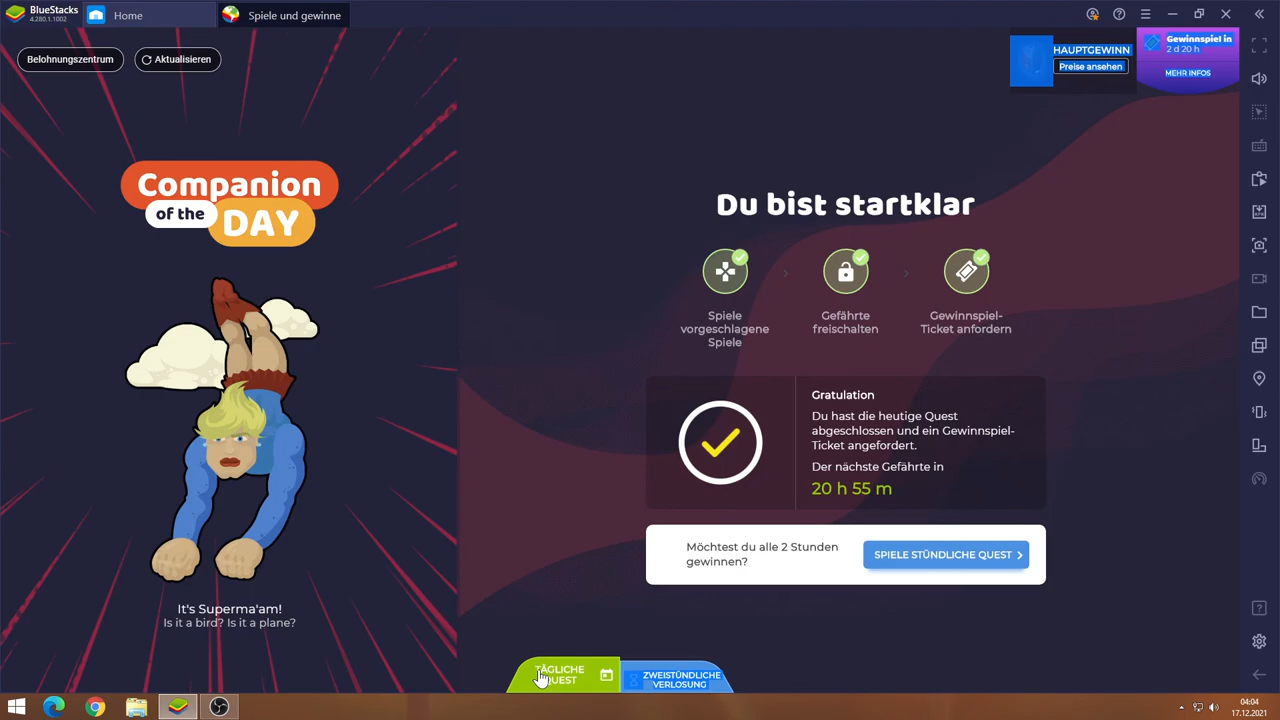 BlueStacks
4.280.1.1002
Home
Spiele und gewinne
Belohnungszentrum
Aktualisieren
HAUPTGEWINN
Preise ansehen
Gewinnspiel in
2 d 20 h
MEHR INFOS
Companion
of the
DAY
It's Superma'am!
Is it a bird? Is it a plane?
Du bist startklar
Spiele
vorgeschlagene
Spiele
Gefährte
freischalten
Gewinnspiel-
Ticket anfordern
Gratulation
Du hast die heutige Quest
abgeschlossen und ein Gewinnspiel-
Ticket angefordert.
Der nächste Gefährte in
20 h 55 m
Möchtest du alle 2 Stunden
gewinnen?
SPIELE STÜNDLICHE QUEST
TÄGLICHE
QUEST
ZWEISTÜNDLICHE
VERLOSUNG
04:04
17.12.2021